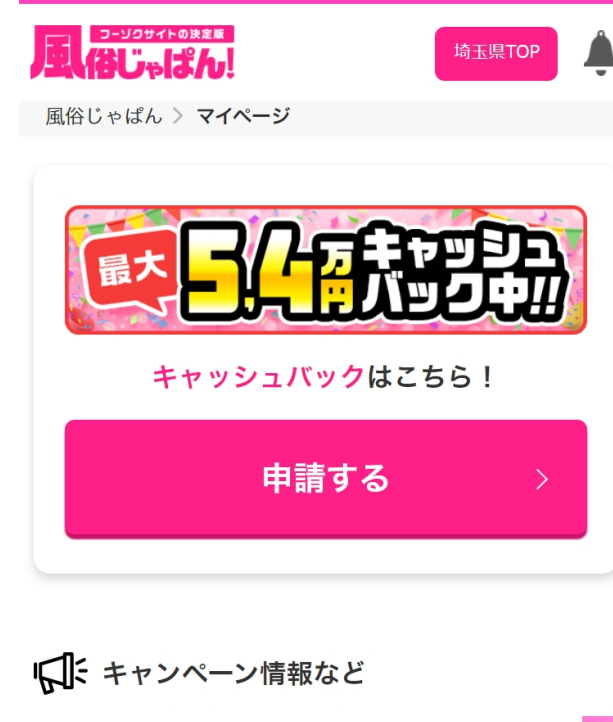 フーゾクサイトの決定版
風俗じゃぱん!
埼玉県TOP
風俗じゃぱん > マイページ
最大5.4万円キャッシュバック中!!
キャッシュバックはこちら!
申請する
キャンペーン情報など